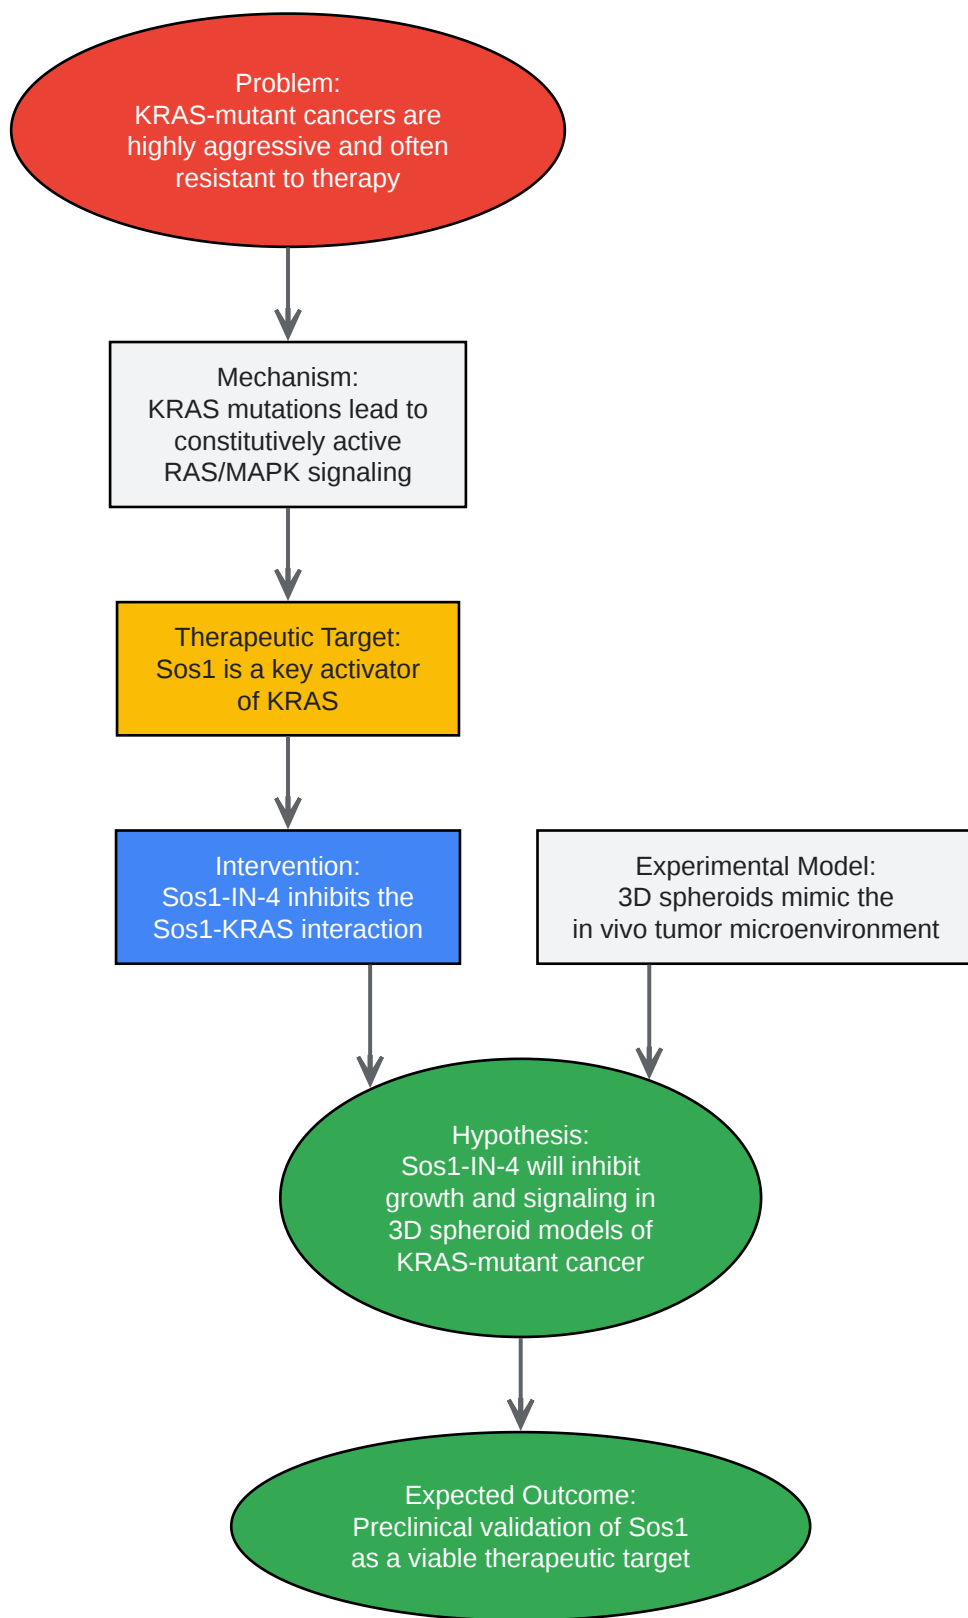 Problem:
KRAS-mutant cancers are
highly aggressive and often
resistant to therapy
Mechanism:
KRAS mutations lead to
constitutively active
RAS/MAPK signaling
Therapeutic Target:
Sos1 is a key activator
of KRAS
Intervention:
Sos1-IN-4 inhibits the
Sos1-KRAS interaction
Experimental Model:
3D spheroids mimic the
in vivo tumor microenvironment
Hypothesis:
Sos1-IN-4 will inhibit
growth and signaling in
3D spheroid models of
KRAS-mutant cancer
Expected Outcome:
Preclinical validation of Sos1
as a viable therapeutic target